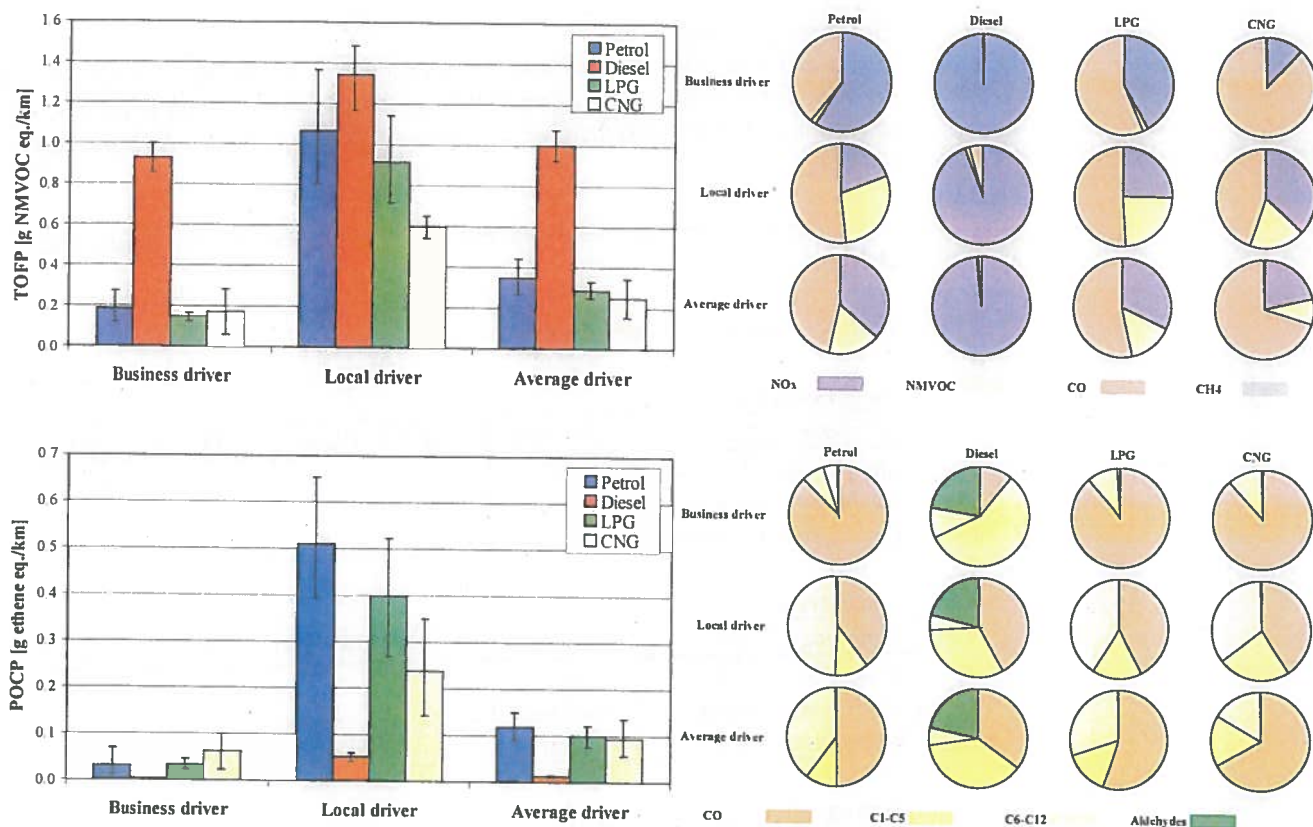 TOFP [g NMVOC eq./km]
1.6
1.4
1.2
1.0
0.8
0.6
0.4
0.2
0.0
Petrol
Diesel
LPG
CNG
Business driver
Local driver
Average driver
Petrol
Diesel
LPG
CNG
Business driver
Local driver
Average driver
NOx
NMVOC
CO
CH4
POCP [g ethene eq./km]
0.7
0.6
0.5
0.4
0.3
0.2
0.1
0.0
Petrol
Diesel
LPG
CNG
Business driver
Local driver
Average driver
Petrol
Diesel
LPG
CNG
Business driver
Local driver
Average driver
CO
C1-C5
C6-C12
Aldehydes